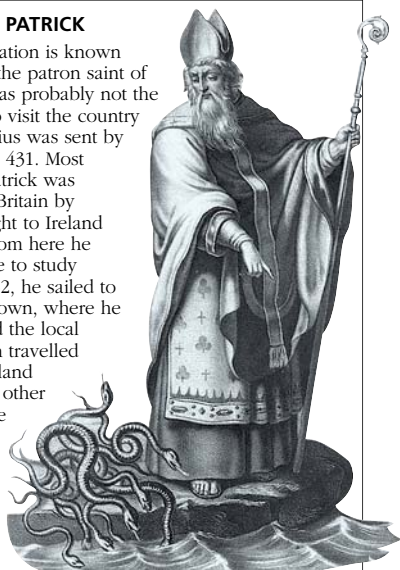 PATRICK
ation is known
the patron saint of
as probably not the
o visit the country
ius was sent by
431. Most
trick was
Britain by
ght to Ireland
om here he
e to study
2, he sailed to
own, where he
d the local
n travelled
land
other
e